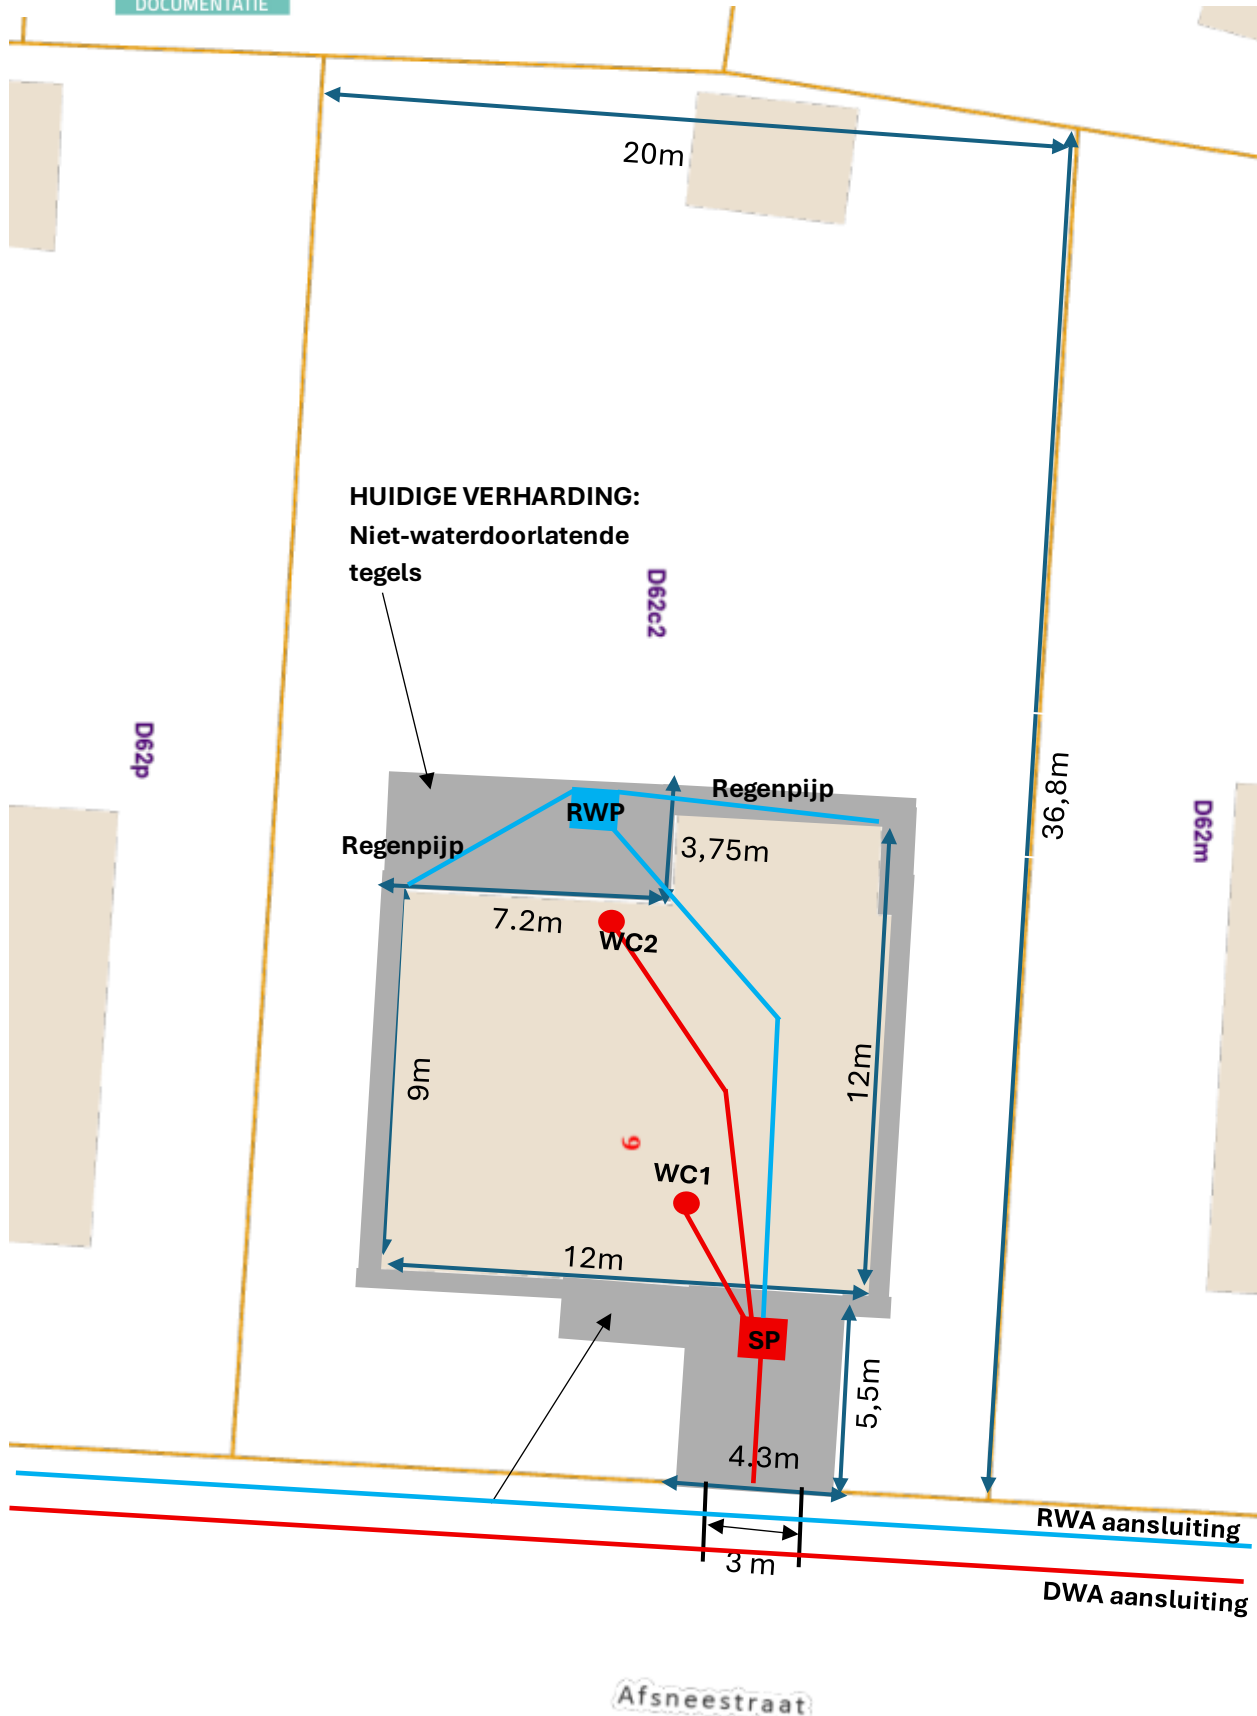 DOCUMENTATIE
20m
HUIDIGE VERHARDING:
Niet-waterdoorlatende
tegels
D62c2
D62p
36,8m
D62m
Regenpijp
RWP
Regenpijp
3,75m
7.2m
WC2
9m
12m
9
WC1
12m
SP
5,5m
4.3m
RWA aansluiting
3 m
DWA aansluiting
Afsneestraat